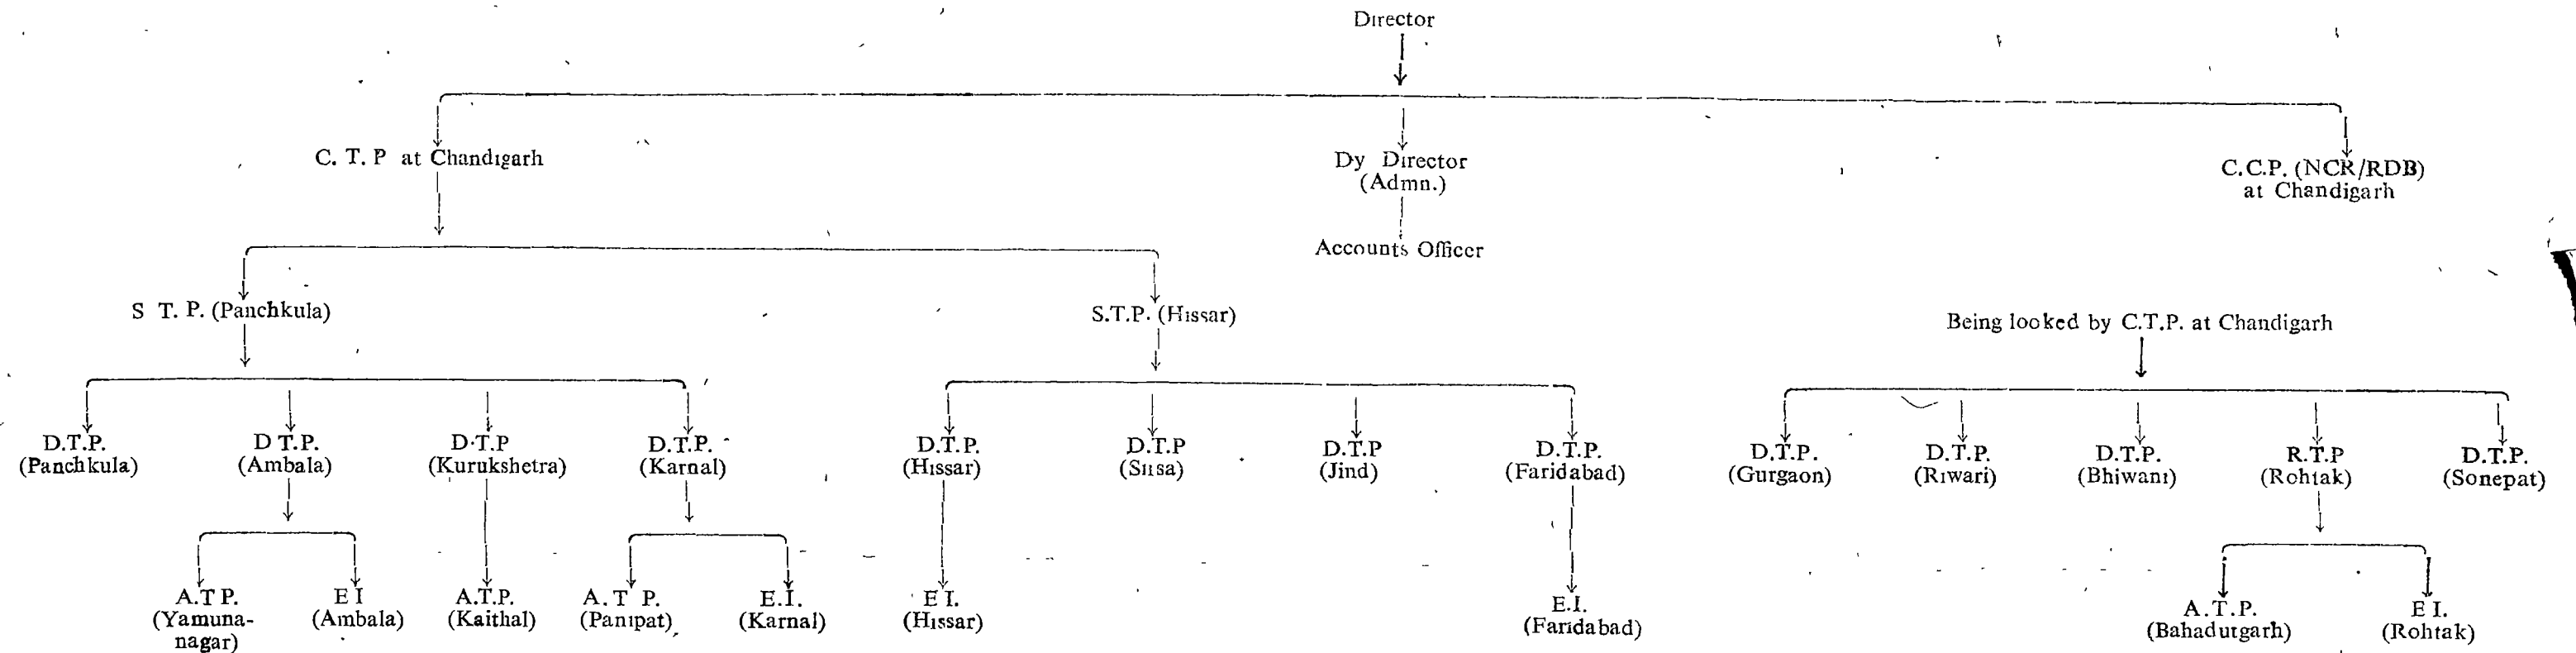 Director
C. T. P at Chandigarh
Dy Director
(Admn.)
C.C.P. (NCR/RDB)
at Chandigarh
Accounts Officer
S T. P. (Panchkula)
S.T.P. (Hissar)
Being looked by C.T.P. at Chandigarh
D.T.P.
(Panchkula)
D T.P.
(Ambala)
D.T.P
(Kurukshetra)
D.T.P.
(Karnal)
D.T.P.
(Hissar)
D.T.P
(Sirsa)
D.T.P
(Jind)
D.T.P.
(Faridabad)
D.T.P.
(Gurgaon)
D.T.P.
(Riwari)
D.T.P.
(Bhiwani)
R.T.P
(Rohtak)
D.T.P.
(Sonepat)
A.T P.
(Yamuna-
nagar)
E I
(Ambala)
A.T.P.
(Kaithal)
A. T P.
(Panipat)
E.I.
(Karnal)
E I.
(Hissar)
E.I.
(Faridabad)
A.T.P.
(Bahadurgarh)
E I.
(Rohtak)